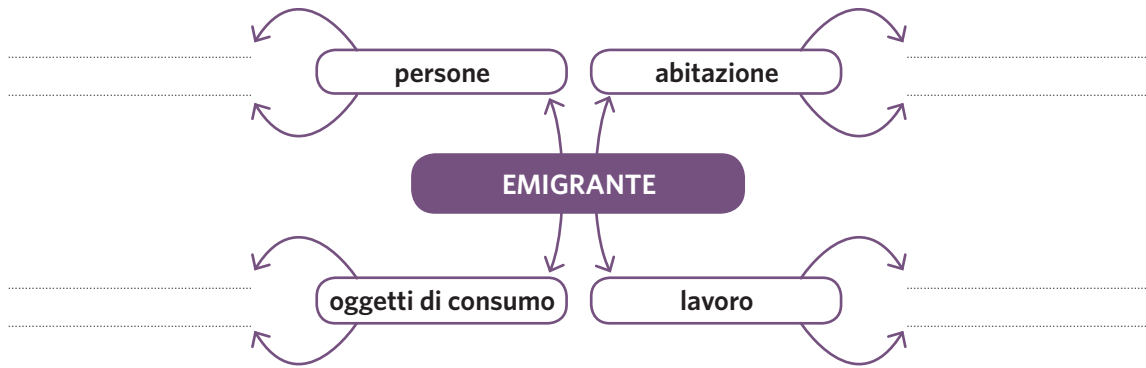 persone
abitazione
EMIGRANTE
oggetti di consumo
lavoro